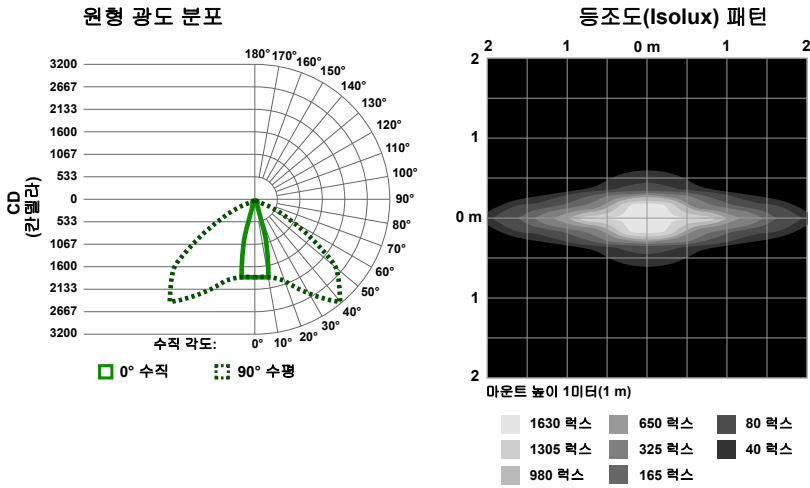 원형 광도 분포
180° 170° 160° 150° 140° 130° 120° 110° 100° 90° 80° 70° 60° 50° 40° 30° 20° 10° 0°
3200
2667
2133
1600
1067
533
0
533
1067
1600
2133
2667
3200
CD
(칸델라)
수직 각도:
0° 수직
90° 수평
등조도(Isolux) 패턴
2 1 0 m 1 2
2
1
0 m
1
2
마운트 높이 1미터(1 m)
1630 럭스 650 럭스 80 럭스
1305 럭스 325 럭스 40 럭스
980 럭스 165 럭스